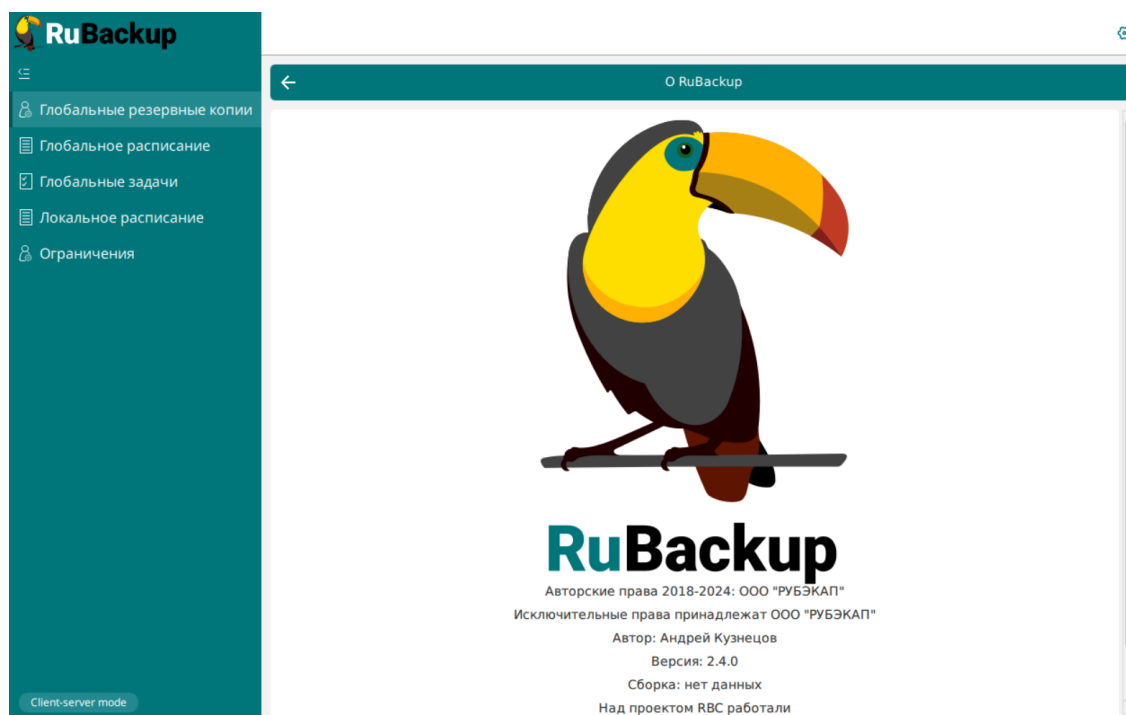 RuBackup
О RuBackup
Глобальные резервные копии
Глобальное расписание
Глобальные задачи
Локальное расписание
Ограничения
RuBackup
Авторские права 2018-2024: ООО "РУБЭКАП"
Исключительные права принадлежат ООО "РУБЭКАП"
Автор: Андрей Кузнецов
Версия: 2.4.0
Сборка: нет данных
Над проектом RBC работали
Client-server mode